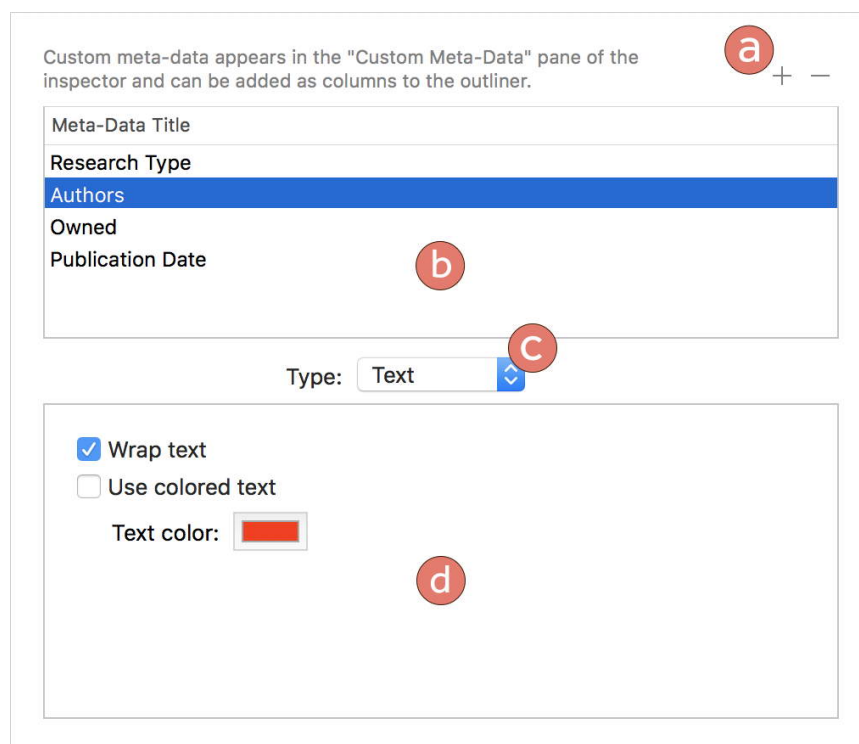 Custom meta-data appears in the "Custom Meta-Data" pane of the
inspector and can be added as columns to the outliner.
a
+ −
Meta-Data Title
Research Type
Authors
Owned
Publication Date
b
c
Type: Text
Wrap text
Use colored text
Text color:
d